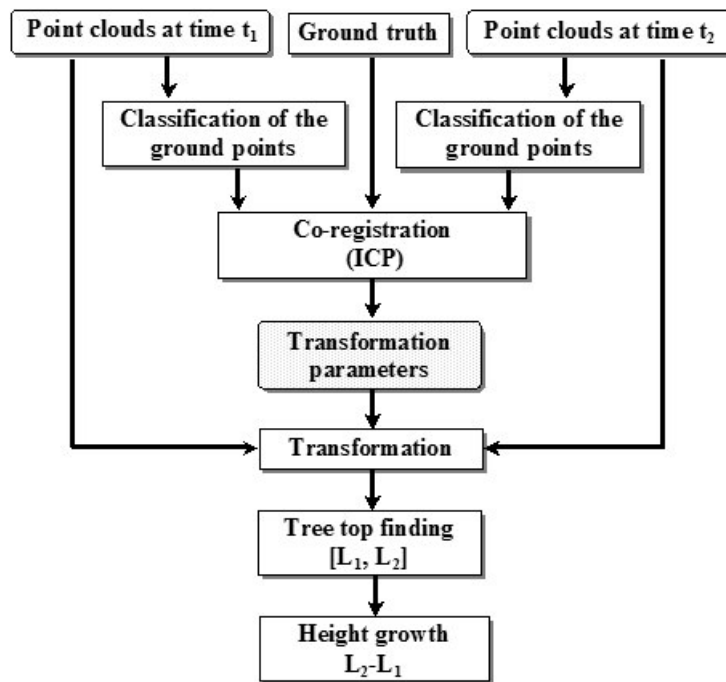 Point clouds at time t₁
Ground truth
Point clouds at time t₂
Classification of the
ground points
Classification of the
ground points
Co-registration
(ICP)
Transformation
parameters
Transformation
Tree top finding
[L₁, L₂]
Height growth
L₂-L₁